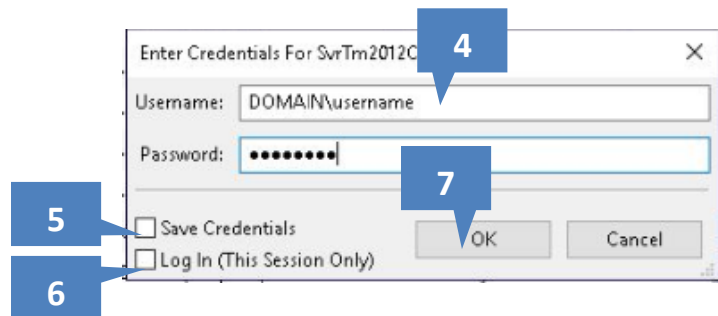 4
Enter Credentials For SvrTm2012C
Username: DOMAIN\username
Password: ●●●●●●●●
7
5
Save Credentials
OK
Cancel
Log In (This Session Only)
6